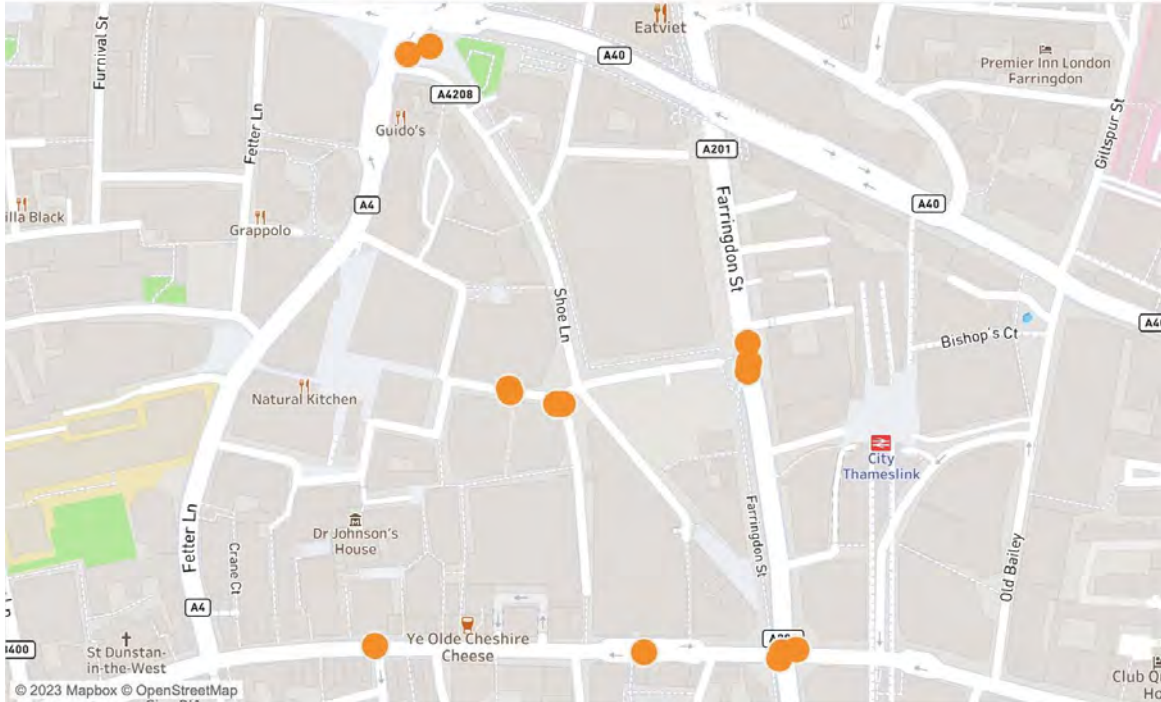 Furnival St
Eatviet
A40
Premier Inn London
Farringdon
A4208
Fetter Ln
Guido's
A201
Giltspur St
A4
A40
illa Black
Grappolo
Farringdon St
Shoe Ln
Bishop's Ct
Natural Kitchen
City
Thameslink
Dr Johnson's
House
Fetter Ln
Crane Ct
Farringdon St
Old Bailey
A4
Ye Olde Cheshire
Cheese
St Dunstan-
in-the-West
© 2023 Mapbox © OpenStreetMap